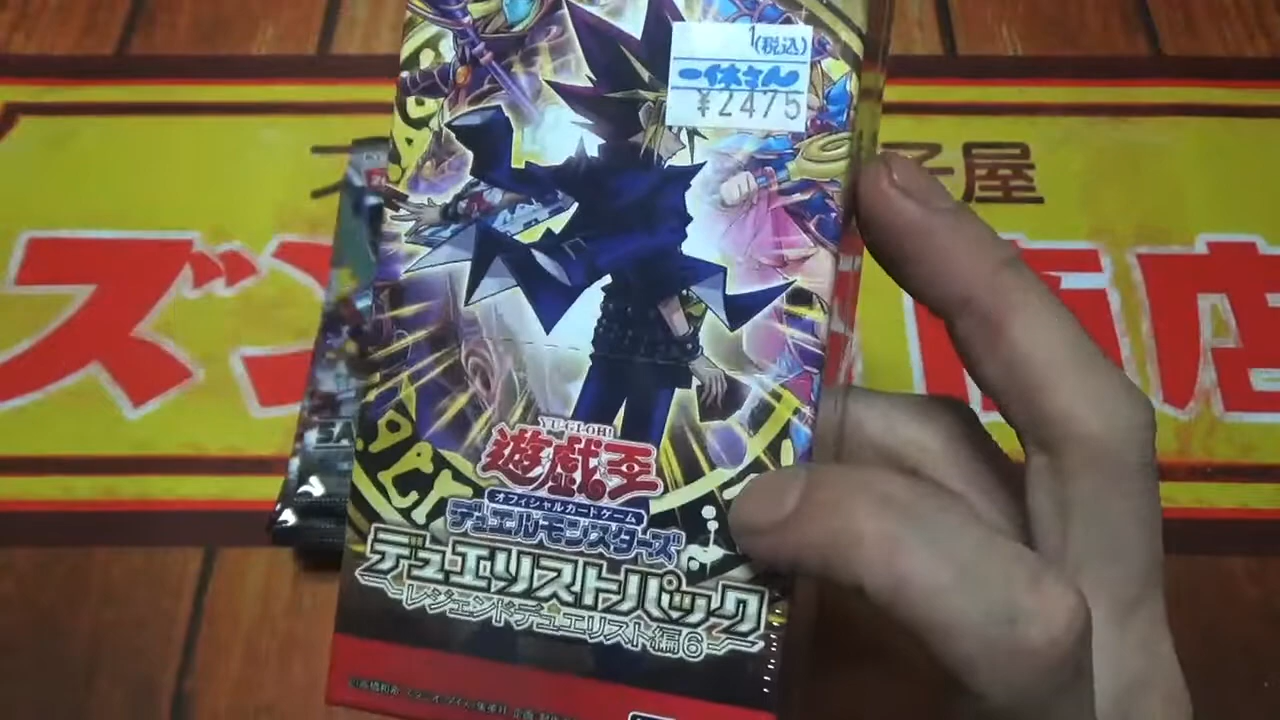 (税込)
一休さん
¥2475
子屋
ズン 商店
SA
YU-GI-OH!
遊戯王
オフィシャルカードゲーム
デュエルモンスターズ
デュエリストパック
-レジェンドデュエリスト編6-